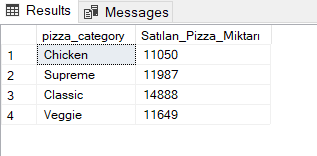 Results Messages
pizza_category Satılan_Pizza_Miktarı
1 Chicken 11050
2 Supreme 11987
3 Classic 14888
4 Veggie 11649